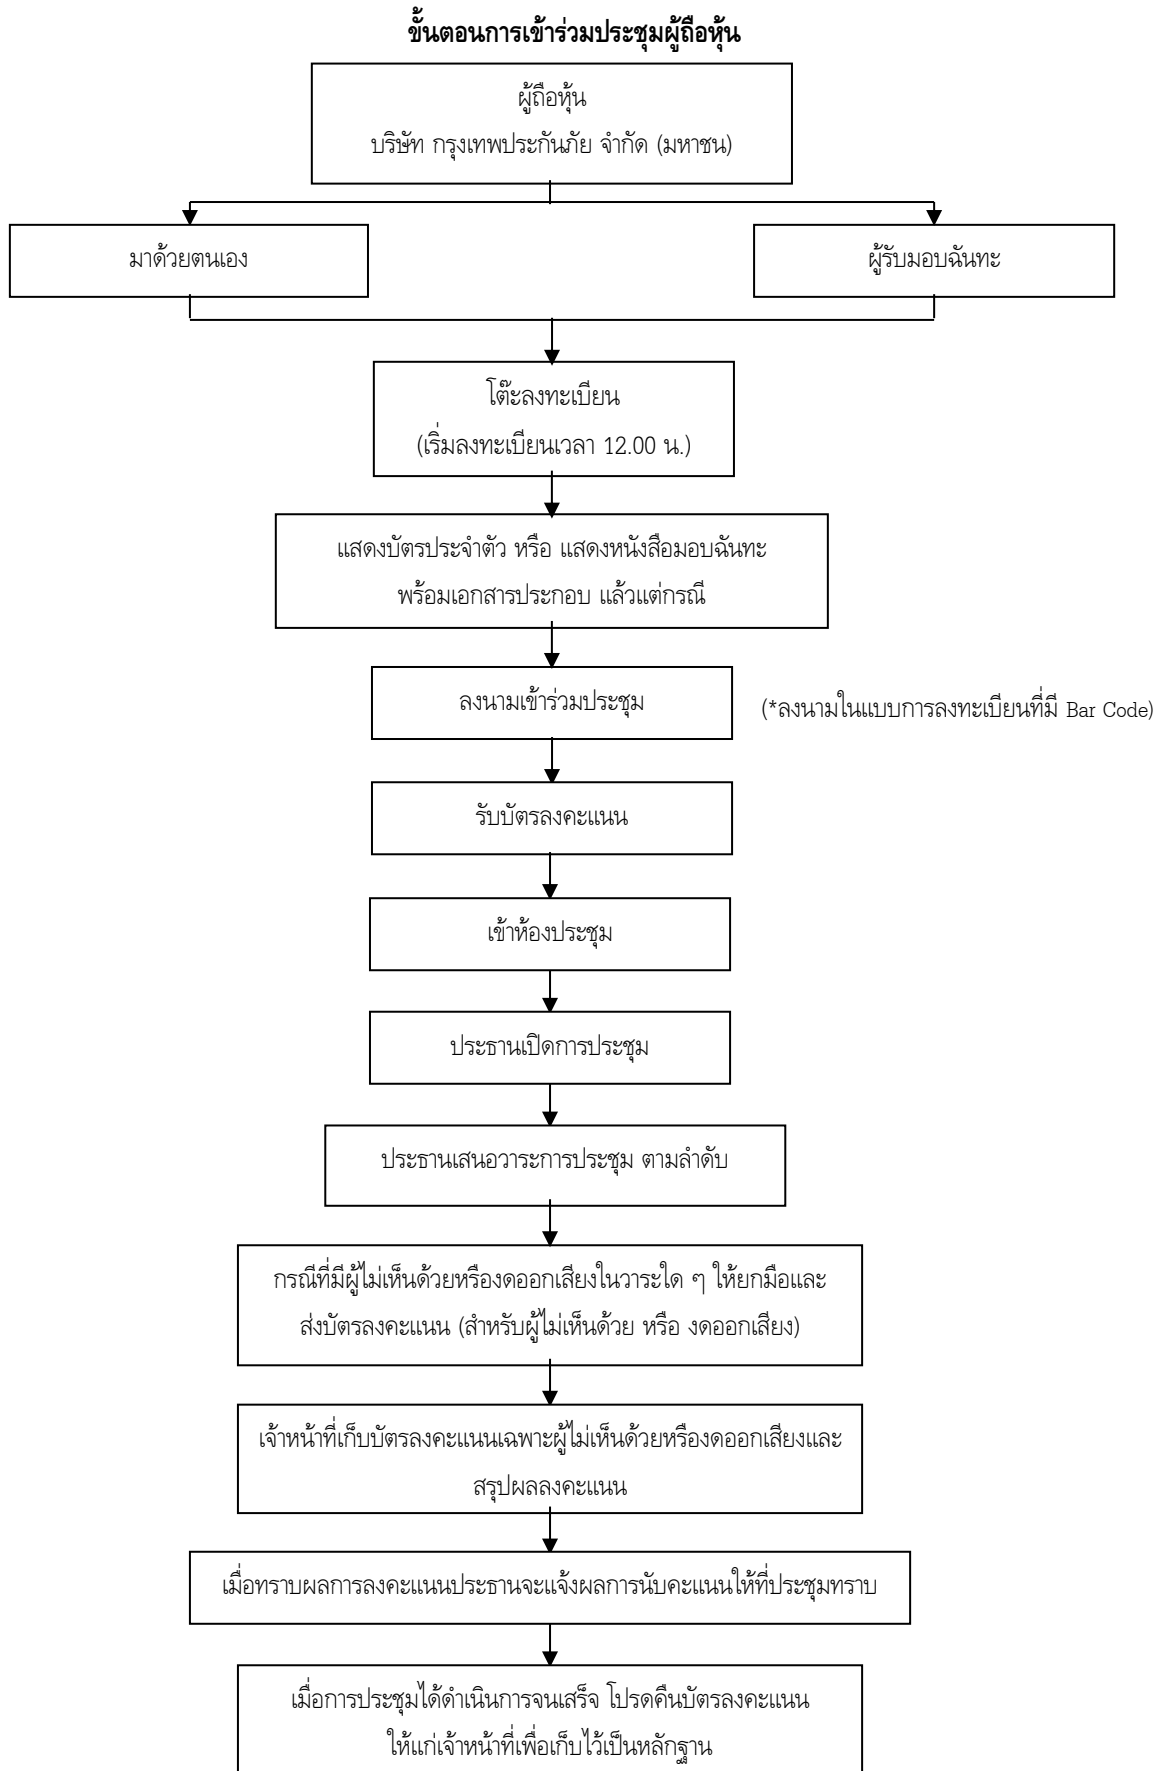 ขั้นตอนการเข้าร่วมประชุมผู้ถือหุ้น
ผู้ถือหุ้น
บริษัท กรุงเทพประกันภัย จำกัด (มหาชน)
มาด้วยตนเอง
ผู้รับมอบฉันทะ
โต๊ะลงทะเบียน
(เริ่มลงทะเบียนเวลา 12.00 น.)
แสดงบัตรประจำตัว หรือ แสดงหนังสือมอบฉันทะ
พร้อมเอกสารประกอบ แล้วแต่กรณี
ลงนามเข้าร่วมประชุม
(*ลงนามในแบบการลงทะเบียนที่มี Bar Code)
รับบัตรลงคะแนน
เข้าห้องประชุม
ประธานเปิดการประชุม
ประธานเสนอวาระการประชุม ตามลำดับ
กรณีที่มีผู้ไม่เห็นด้วยหรืองดออกเสียงในวาระใด ๆ ให้ยกมือและ
ส่งบัตรลงคะแนน (สำหรับผู้ไม่เห็นด้วย หรือ งดออกเสียง)
เจ้าหน้าที่เก็บบัตรลงคะแนนเฉพาะผู้ไม่เห็นด้วยหรืองดออกเสียงและ
สรุปผลลงคะแนน
เมื่อทราบผลการลงคะแนนประธานจะแจ้งผลการนับคะแนนให้ที่ประชุมทราบ
เมื่อการประชุมได้ดำเนินการจนเสร็จ โปรดคืนบัตรลงคะแนน
ให้แก่เจ้าหน้าที่เพื่อเก็บไว้เป็นหลักฐาน